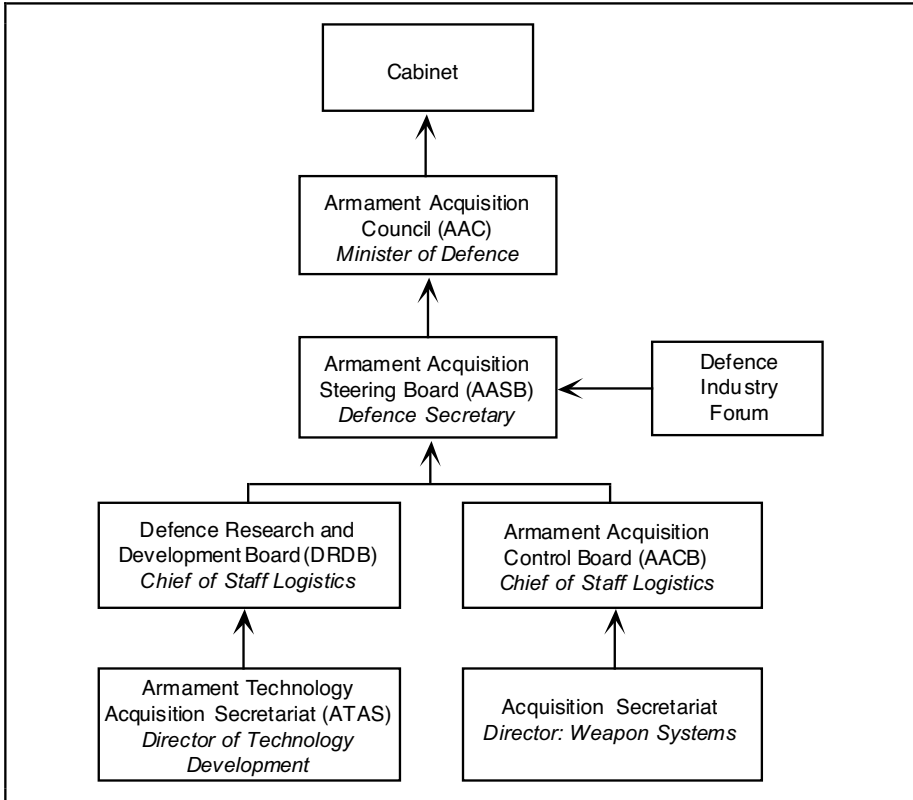 Cabinet
Armament Acquisition
Council (AAC)
Minister of Defence
Armament Acquisition
Steering Board (AASB)
Defence Secretary
Defence
Industry
Forum
Defence Research and
Development Board (DRDB)
Chief of Staff Logistics
Armament Acquisition
Control Board (AACB)
Chief of Staff Logistics
Armament Technology
Acquisition Secretariat (ATAS)
Director of Technology
Development
Acquisition Secretariat
Director: Weapon Systems